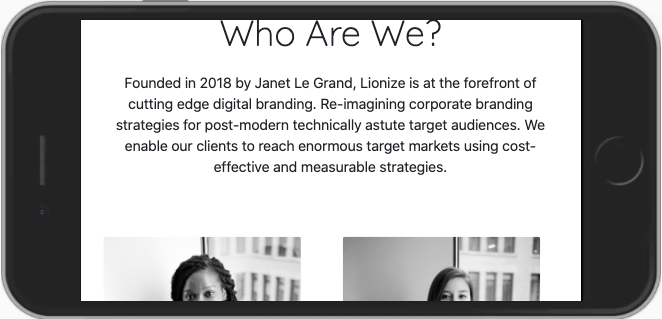 Who Are We?
Founded in 2018 by Janet Le Grand, Lionize is at the forefront of
cutting edge digital branding. Re-imagining corporate branding
strategies for post-modern technically astute target audiences. We
enable our clients to reach enormous target markets using cost-
effective and measurable strategies.